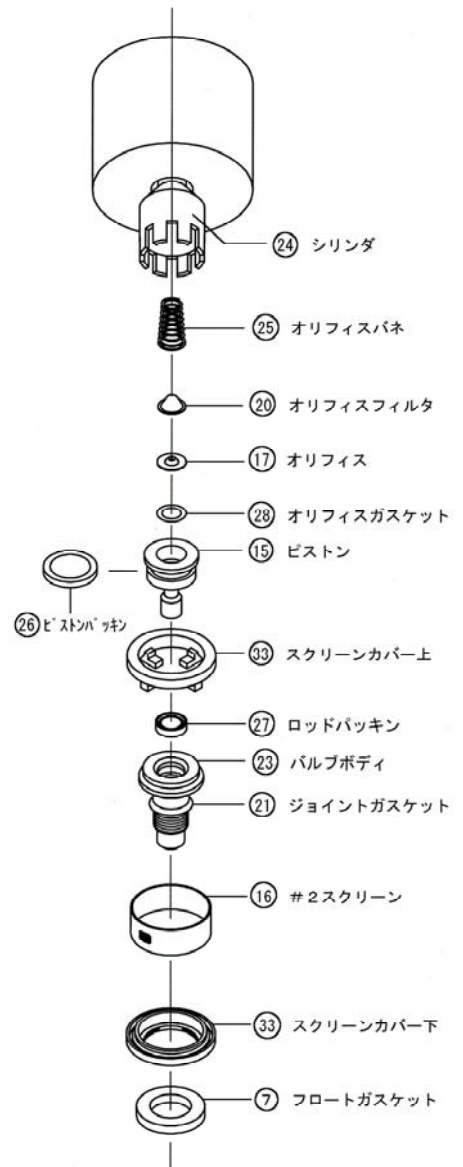 ㉔ シリンダ
㉕ オリフィスバネ
⑳ オリフィスフィルタ
⑰ オリフィス
㉘ オリフィスガスケット
⑮ ピストン
㉖ ピストンパッキン
㉝ スクリーンカバー上
㉗ ロッドパッキン
㉓ バルブボディ
㉑ ジョイントガスケット
⑯ #2スクリーン
㉝ スクリーンカバー下
⑦ フロートガスケット